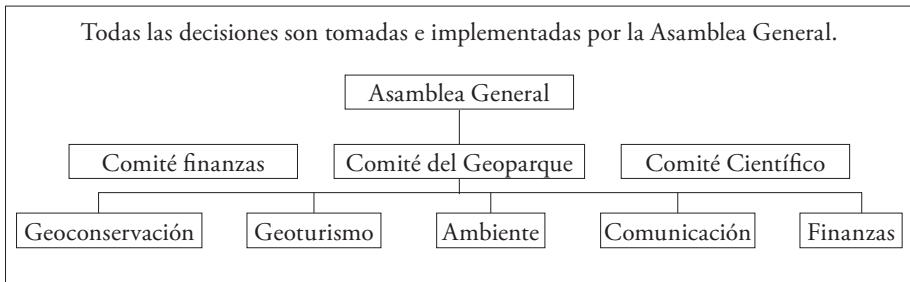 Todas las decisiones son tomadas e implementadas por la Asamblea General.
Asamblea General
Comité finanzas
Comité del Geoparque
Comité Científico
Geoconservación
Geoturismo
Ambiente
Comunicación
Finanzas